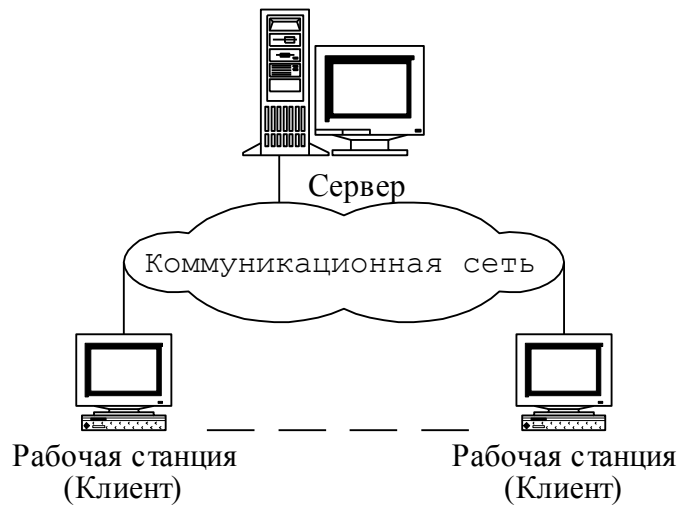 Сервер
Коммуникационная сеть
Рабочая станция
(Клиент)
Рабочая станция
(Клиент)